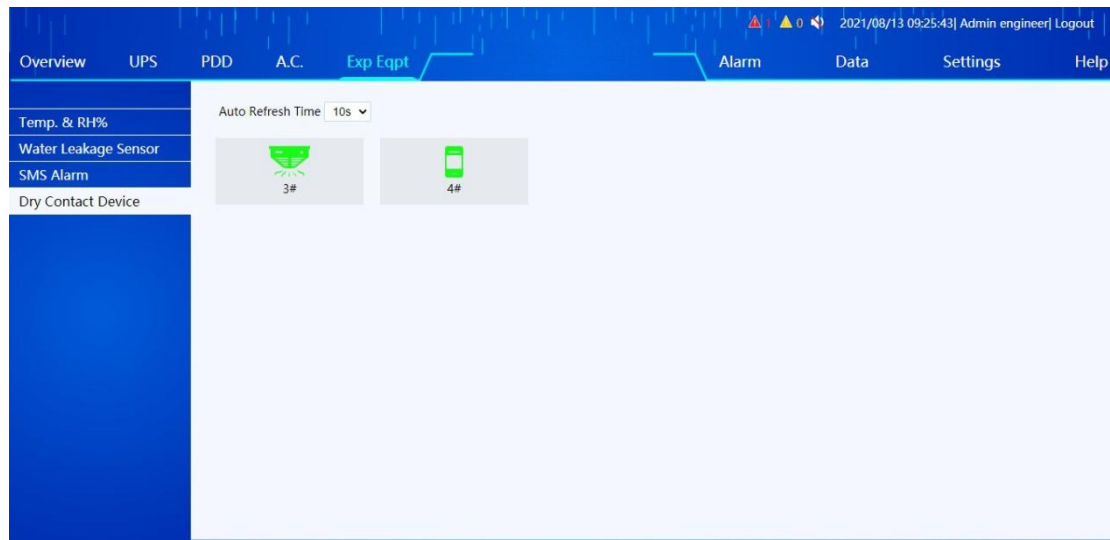 1 0 2021/08/13 09:25:43| Admin engineer| Logout
Overview UPS PDD A.C. Exp Eqpt Alarm Data Settings Help
Auto Refresh Time 10s
Temp. & RH%
Water Leakage Sensor
SMS Alarm
Dry Contact Device
3# 4#